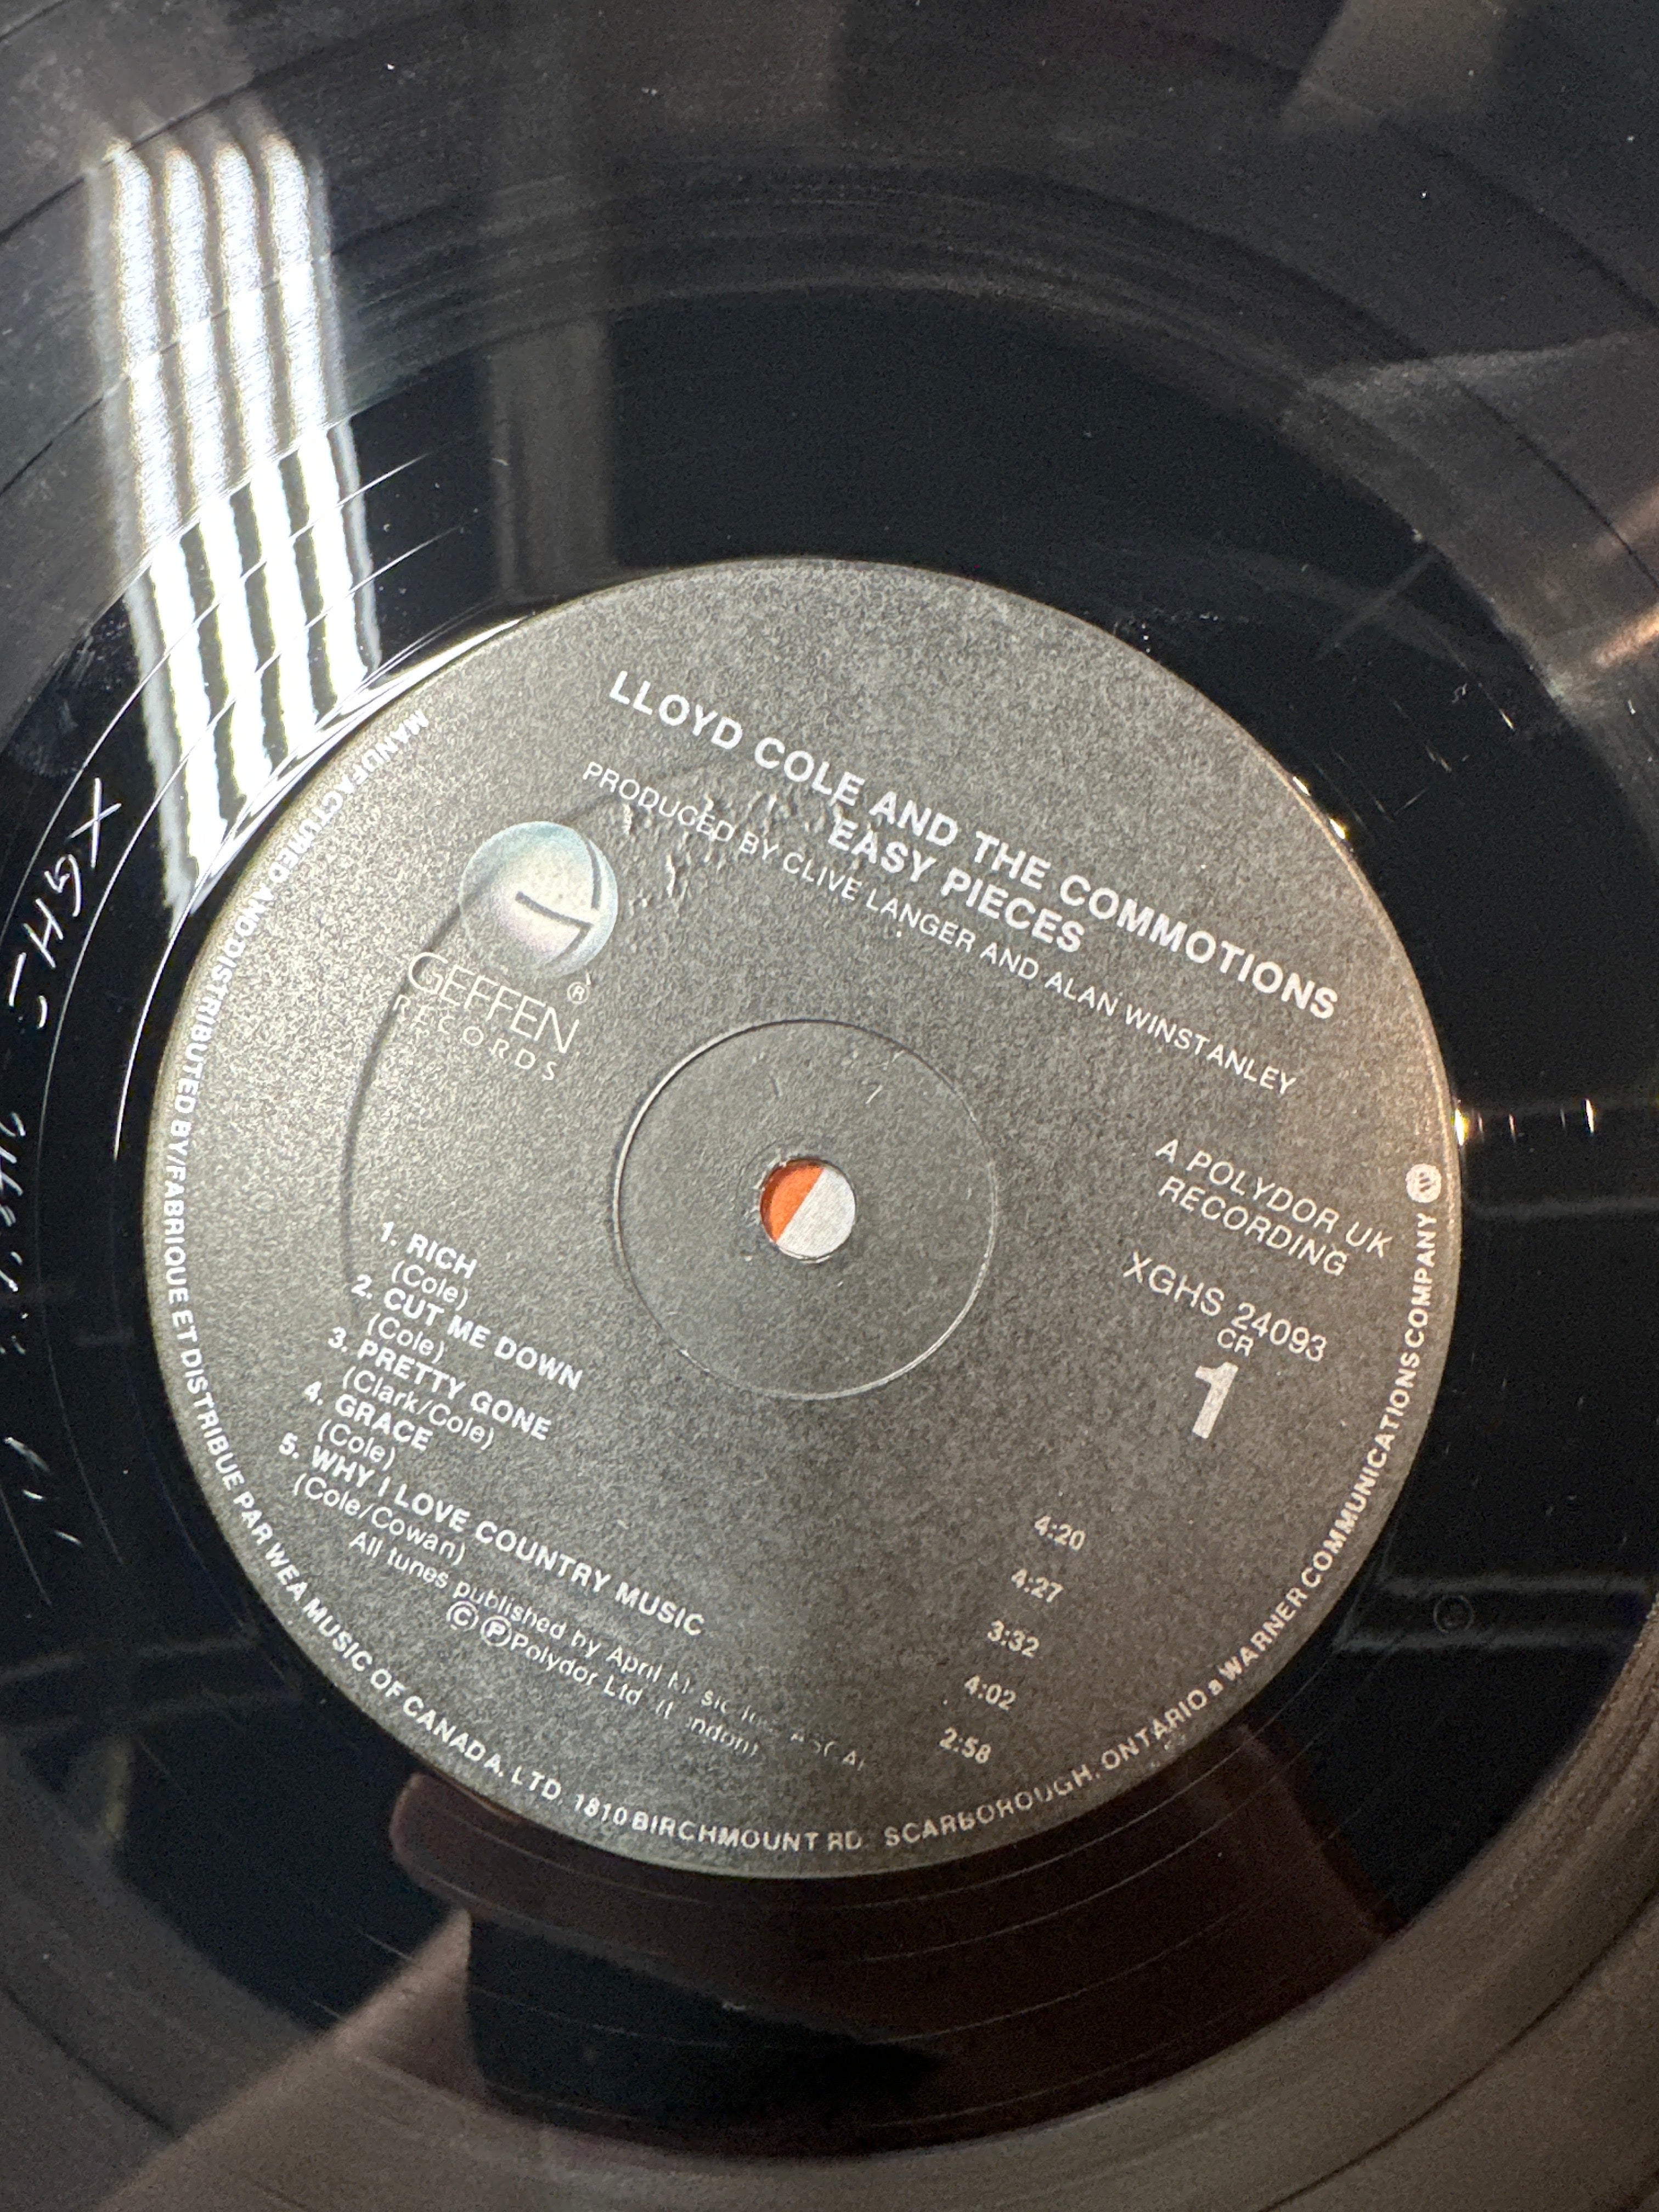 LLOYD COLE AND THE COMMOTIONS
EASY PIECES
PRODUCED BY CLIVE LANGER AND ALAN WINSTANLEY
GEFFEN ®
RECORDS
A POLYDOR UK
RECORDING
XGHS 24093
CR
1
1. RICH 4:20
(Cole)
2. CUT ME DOWN 4:27
(Cole)
3. PRETTY GONE 3:32
(Clark/Cole)
4. GRACE 4:02
(Cole)
5. WHY I LOVE COUNTRY MUSIC 2:58
(Cole/Cowan)
All tunes published by April
©℗Polydor Ltd.
MANUFACTURED AND DISTRIBUTED BY/FABRIQUE ET DISTRIBUE PAR WEA MUSIC OF CANADA, LTD. 1810 BIRCHMOUNT RD. SCARBOROUGH, ONTARIO a WARNER COMMUNICATIONS COMPANY
XGHS